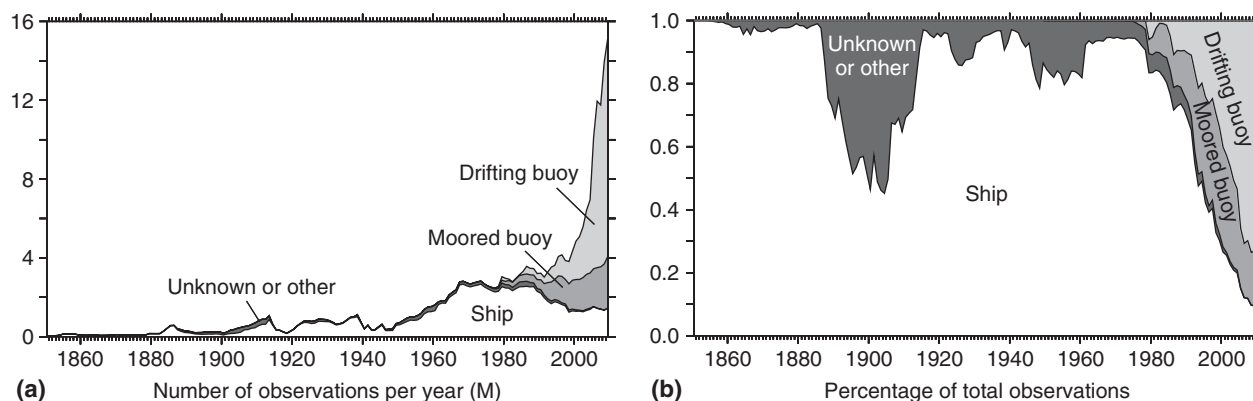 16
12
8
4
0
1860 1880 1900 1920 1940 1960 1980 2000
Drifting buoy
Moored buoy
Unknown or other
Ship
(a) Number of observations per year (M)
1.0
0.8
0.6
0.4
0.2
0.0
1860 1880 1900 1920 1940 1960 1980 2000
Unknown
or other
Ship
Drifting buoy
Moored buoy
(b) Percentage of total observations